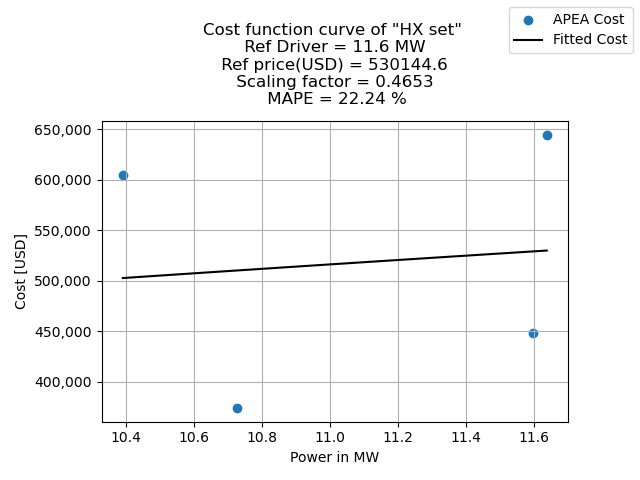 Cost function curve of "HX set"
Ref Driver = 11.6 MW
Ref price(USD) = 530144.6
Scaling factor = 0.4653
MAPE = 22.24 %
APEA Cost
Fitted Cost
650,000
600,000
550,000
500,000
450,000
400,000
Cost [USD]
10.4 10.6 10.8 11.0 11.2 11.4 11.6
Power in MW